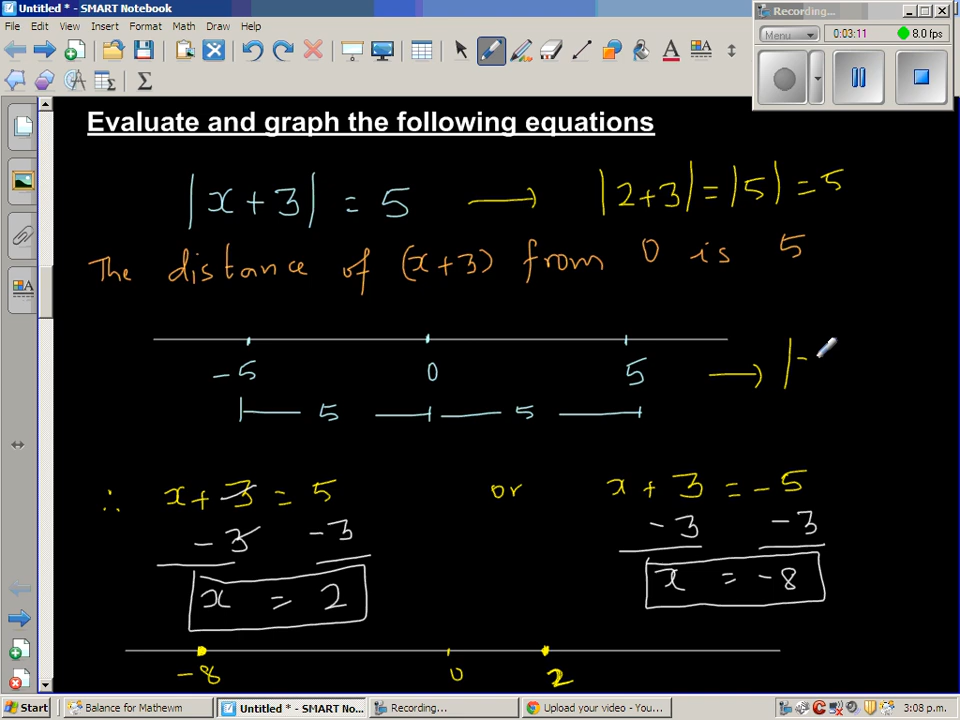 Untitled * - SMART Notebook
File Edit View Insert Format Math Draw Help
Recording...
Menu 0:03:11 8.0 fps
Evaluate and graph the following equations
|x + 3| = 5 → |2+3| = |5| = 5
The distance of (x+3) from 0 is 5
-5 0 5 → |-
5 5
∴ x + 3 = 5 or x + 3 = -5
-3 -3 -3 -3
x = 2 x = -8
-8 0 2
Start Balance for Mathewm Untitled * - SMART No... Recording... Upload your video - You... 3:08 p.m.